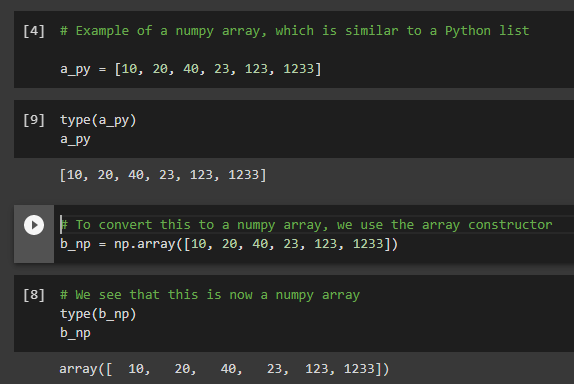 [4] # Example of a numpy array, which is similar to a Python list
a_py = [10, 20, 40, 23, 123, 1233]
[9] type(a_py)
a_py
[10, 20, 40, 23, 123, 1233]
# To convert this to a numpy array, we use the array constructor
b_np = np.array([10, 20, 40, 23, 123, 1233])
[8] # We see that this is now a numpy array
type(b_np)
b_np
array([  10,   20,   40,   23,  123, 1233])